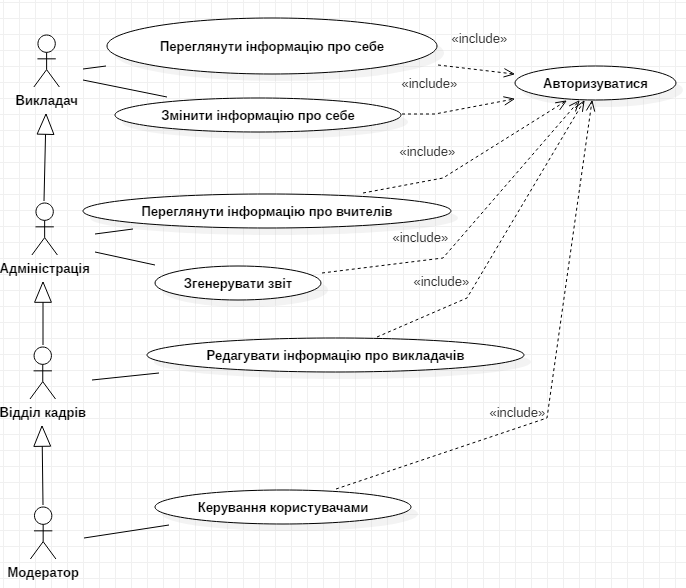 «include»
Переглянути інформацію про себе
Авторизуватися
«include»
Викладач
Змінити інформацію про себе
«include»
Переглянути інформацію про вчителів
«include»
Адміністрація
Згенерувати звіт
«include»
Редагувати інформацію про викладачів
Відділ кадрів
«include»
Керування користувачами
Модератор